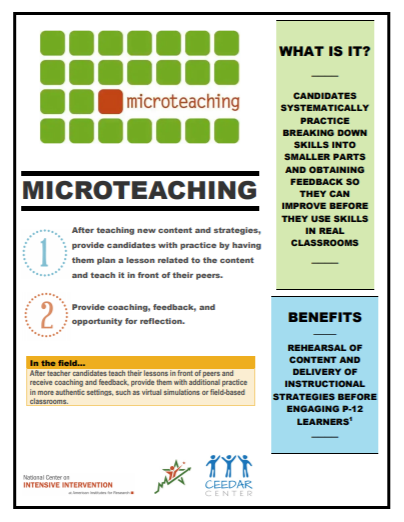 microteaching
MICROTEACHING
1
After teaching new content and strategies,
provide candidates with practice by having
them plan a lesson related to the content
and teach it in front of their peers.
2
Provide coaching, feedback, and
opportunity for reflection.
In the field...
After teacher candidates teach their lessons in front of peers and
receive coaching and feedback, provide them with additional practice
in more authentic settings, such as virtual simulations or field-based
classrooms.
National Center on
INTENSIVE INTERVENTION
at American Institutes for Research
CEEDAR
CENTER
WHAT IS IT?
CANDIDATES
SYSTEMATICALLY
PRACTICE
BREAKING DOWN
SKILLS INTO
SMALLER PARTS
AND OBTAINING
FEEDBACK SO
THEY CAN
IMPROVE BEFORE
THEY USE SKILLS
IN REAL
CLASSROOMS
BENEFITS
REHEARSAL OF
CONTENT AND
DELIVERY OF
INSTRUCTIONAL
STRATEGIES BEFORE
ENGAGING P-12
LEARNERS